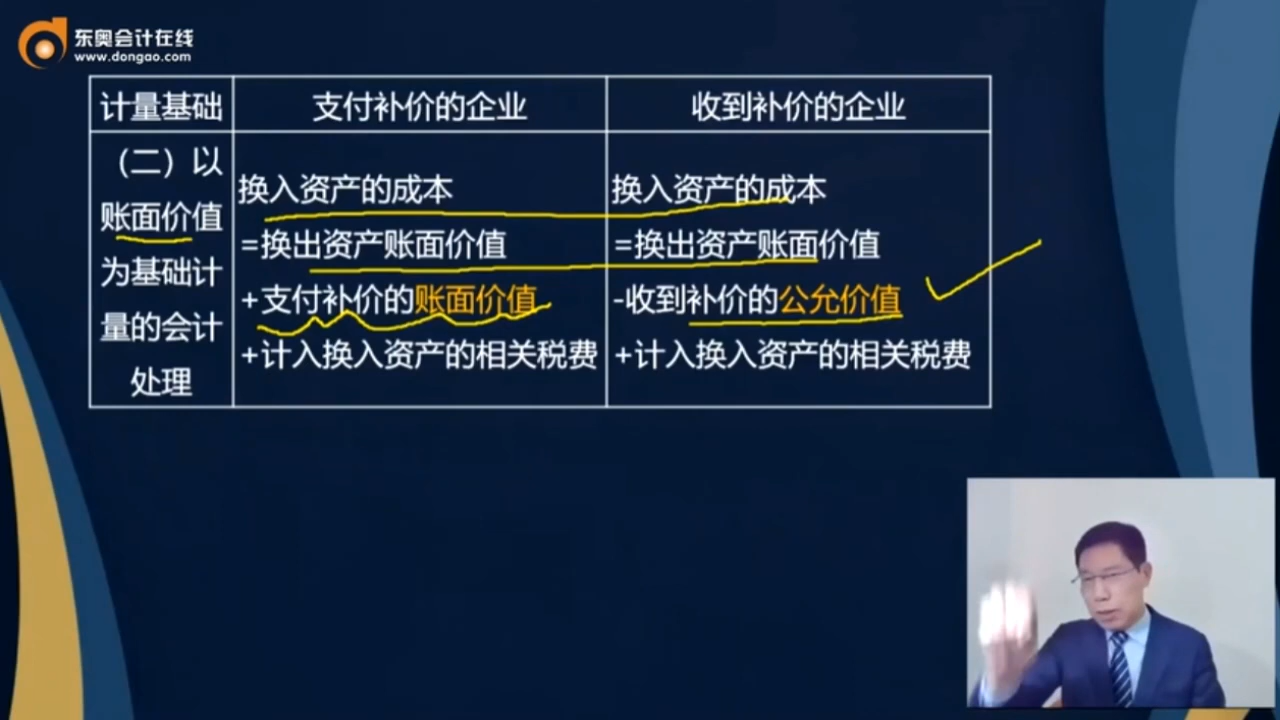 东奥会计在线
www.dongao.com
计量基础
支付补价的企业
收到补价的企业
（二）以
账面价值
为基础计
量的会计
处理
换入资产的成本
=换出资产账面价值
+支付补价的账面价值
+计入换入资产的相关税费
换入资产的成本
=换出资产账面价值
-收到补价的公允价值
+计入换入资产的相关税费